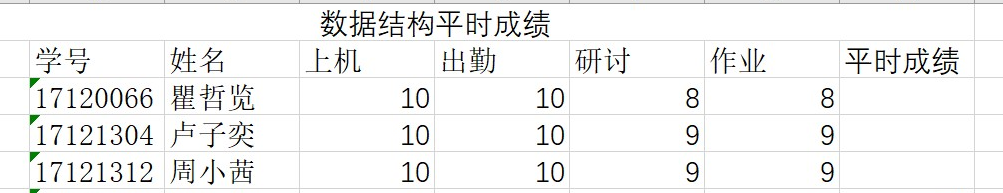 数据结构平时成绩
学号 姓名 上机 出勤 研讨 作业 平时成绩
17120066 瞿哲览 10 10 8 8
17121304 卢子奕 10 10 9 9
17121312 周小茜 10 10 9 9